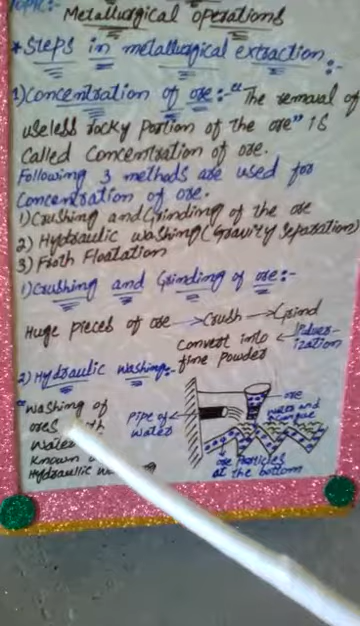 TOPIC:-
Metallurgical operations
*Steps in metallurgical extraction:-
1) Concentration of ore:- "The removal of
useless rocky portion of the ore" is
called Concentration of ore.
Following 3 methods are used for
Concentration of ore.
1) Crushing and Grinding of the ore
2) Hydraulic washing (Gravity Separation)
3) Froth Floatation
1) Crushing and Grinding of ore:-
Huge pieces of ore → Crush → Grind
Convert into ← Pulver-
fine powder ization
2) Hydraulic washing:-
"Washing of
ores
Water
Known
Hydraullic
Pipe of
Water
ore
Water and
gangue
ore particles
at the bottom